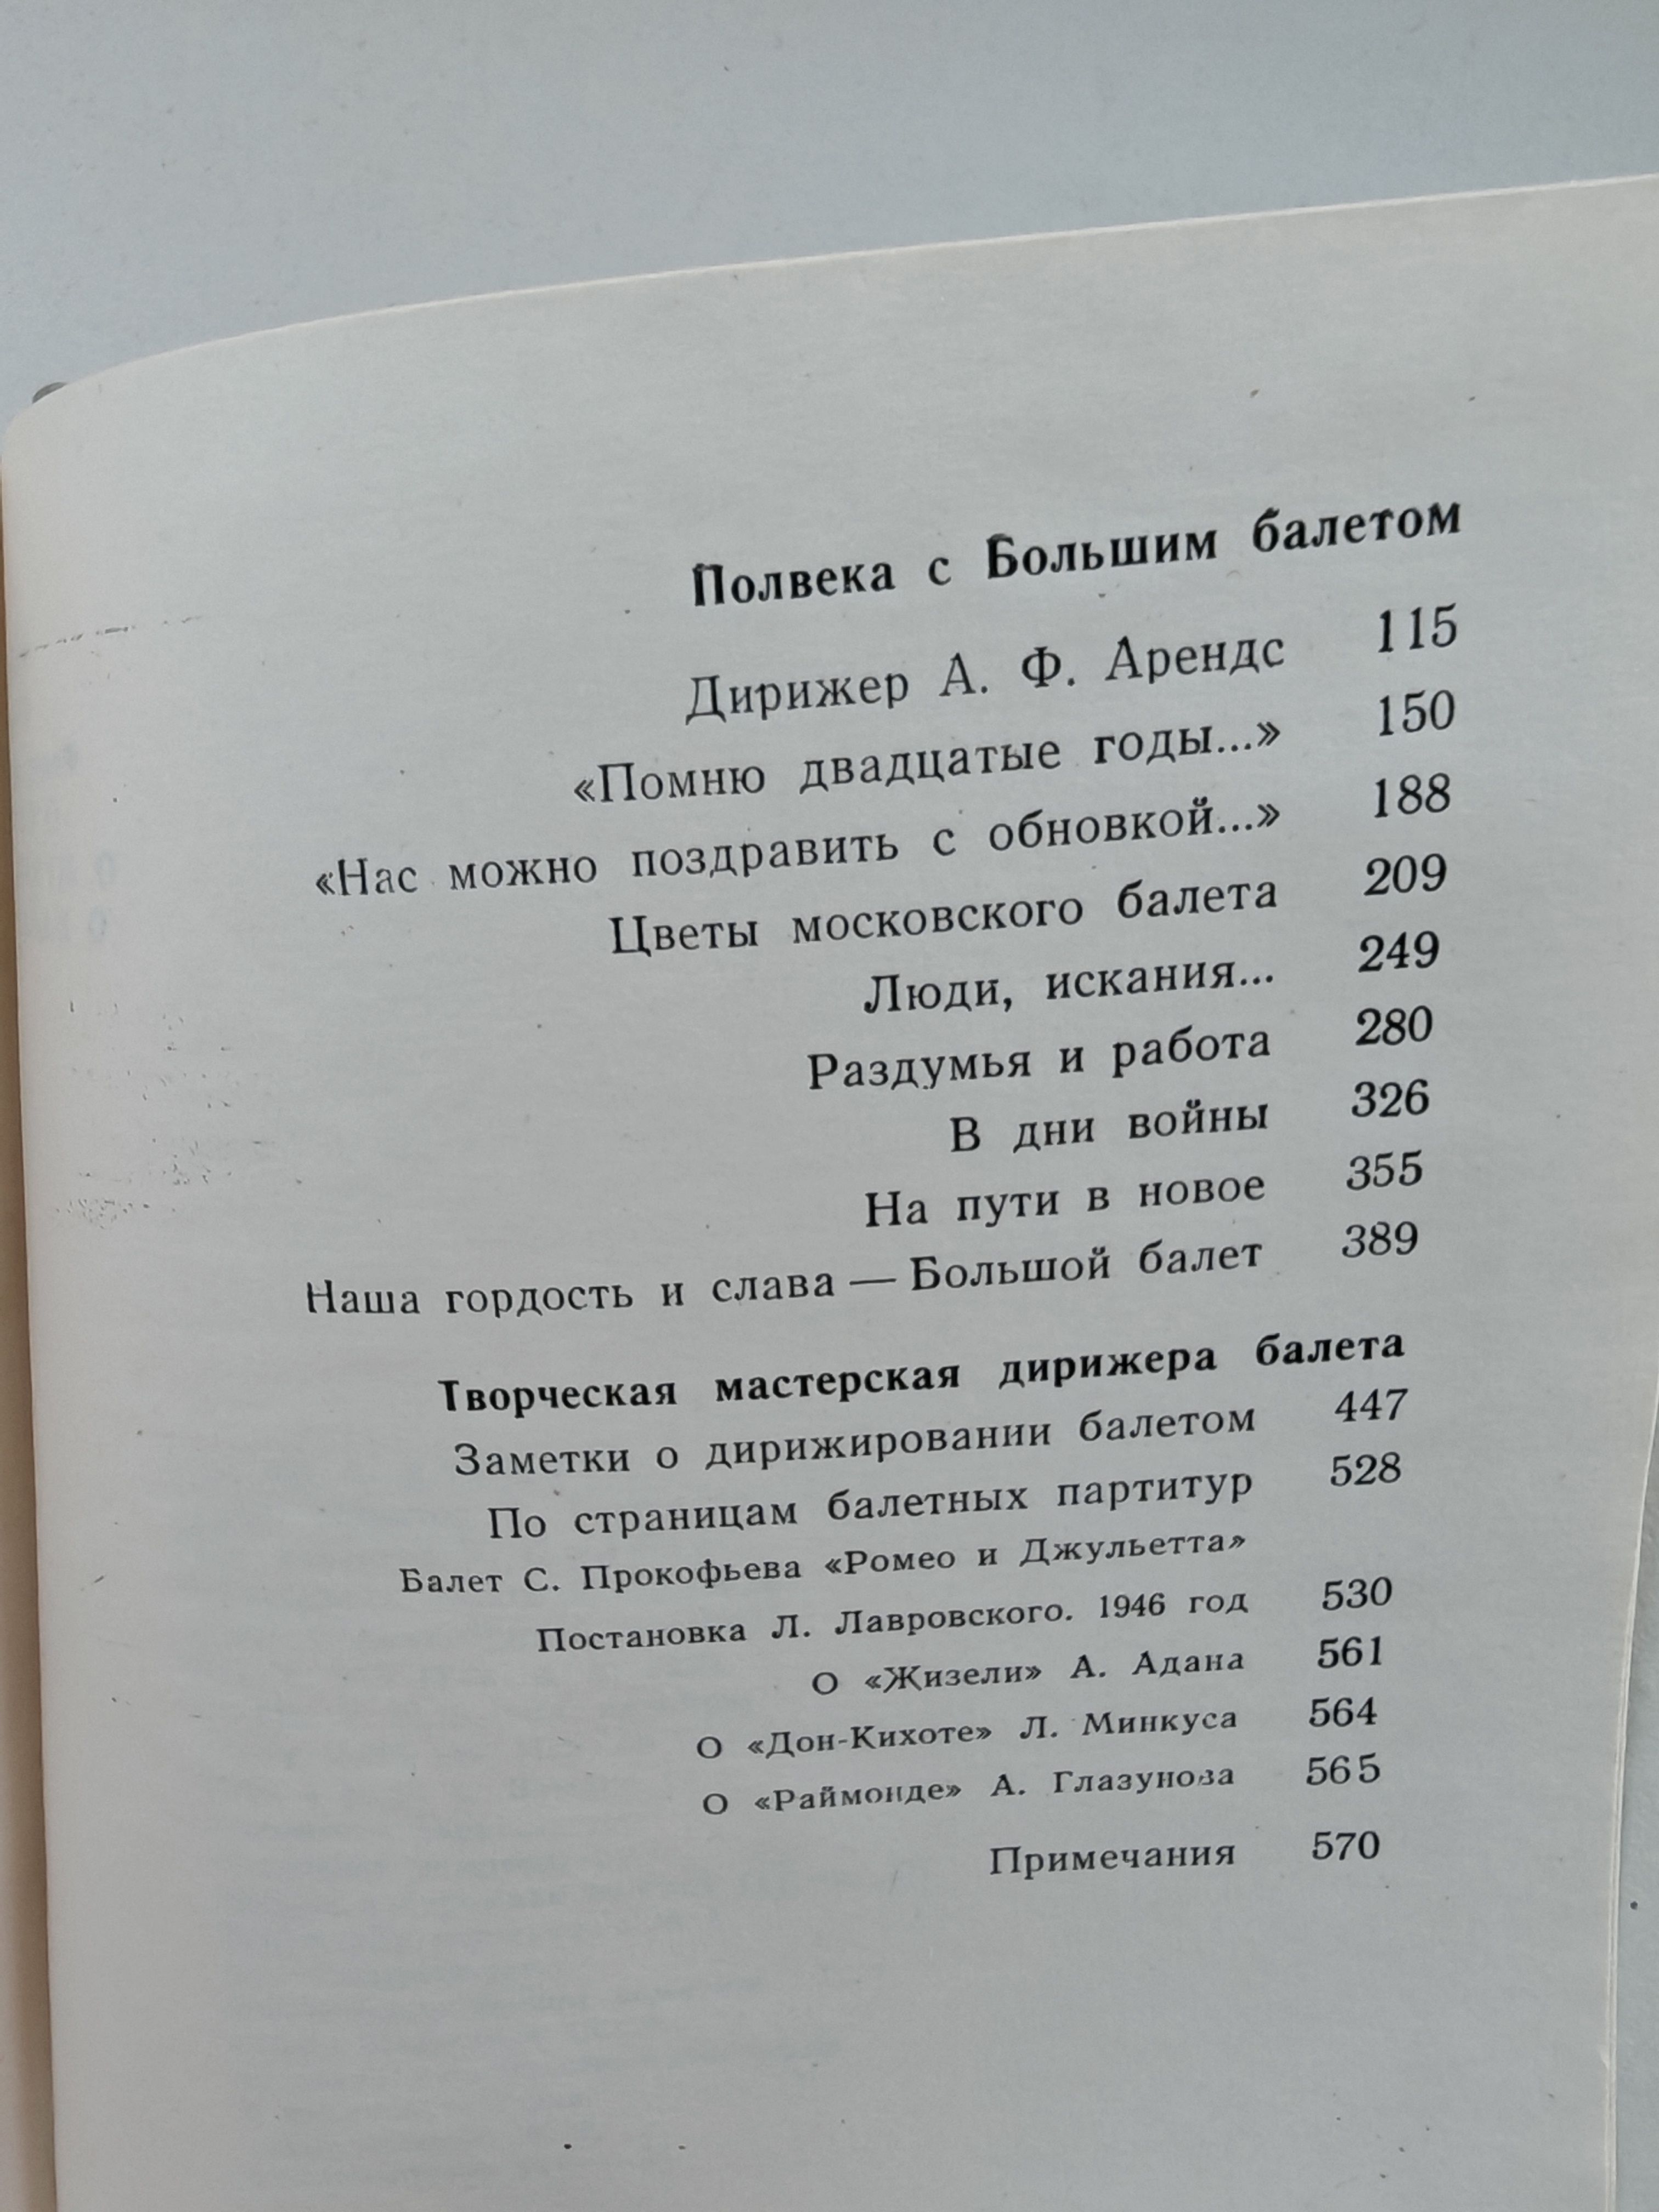 Полвека с Большим балетом
Дирижер А. Ф. Арендс 115
«Помню двадцатые годы...» 150
«Нас можно поздравить с обновкой...» 188
Цветы московского балета 209
Люди, искания... 249
Раздумья и работа 280
В дни войны 326
На пути в новое 355
Наша гордость и слава — Большой балет 389
Творческая мастерская дирижера балета
Заметки о дирижировании балетом 447
По страницам балетных партитур 528
Балет С. Прокофьева «Ромео и Джульетта»
Постановка Л. Лавровского. 1946 год 530
О «Жизели» А. Адана 561
О «Дон-Кихоте» Л. Минкуса 564
О «Раймонде» А. Глазунова 565
Примечания 570